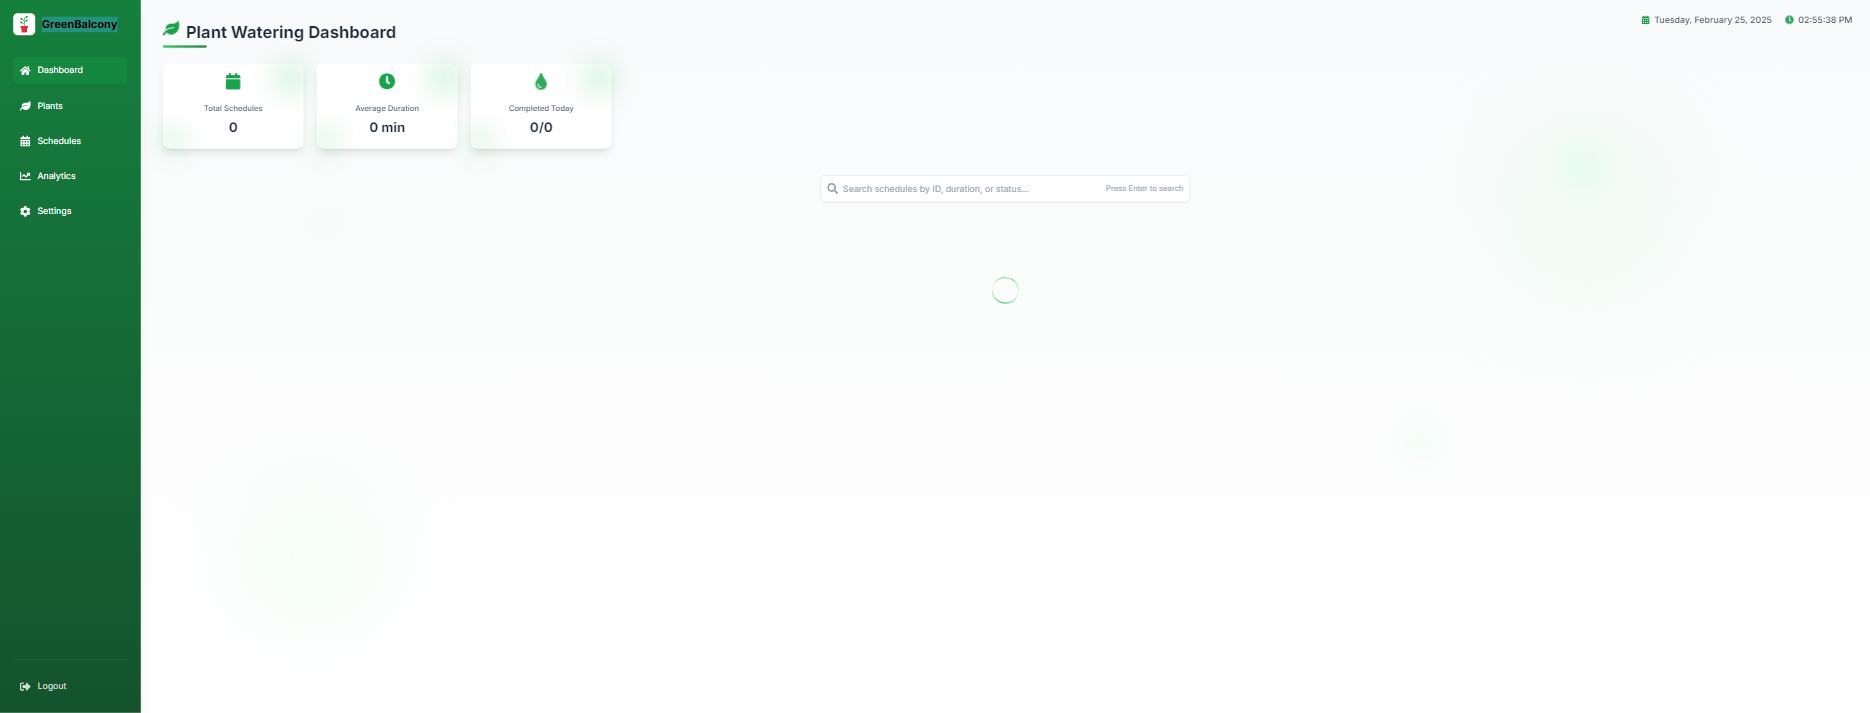 GreenBalcony
Dashboard
Plants
Schedules
Analytics
Settings
Logout
Plant Watering Dashboard
Tuesday, February 25, 2025
02:55:38 PM
Total Schedules
0
Average Duration
0 min
Completed Today
0/0
Search schedules by ID, duration, or status...
Press Enter to search